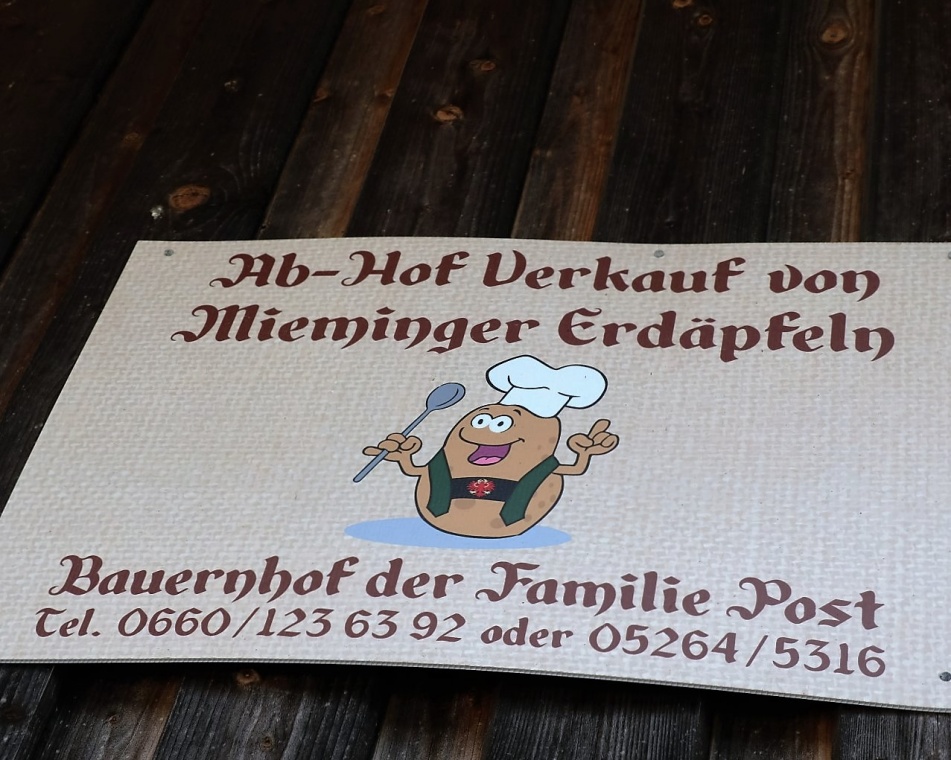 Ab-Hof Verkauf von
Mieminger Erdäpfeln
Bauernhof der Familie Post
Tel. 0660/123 63 92 oder 05264/5316